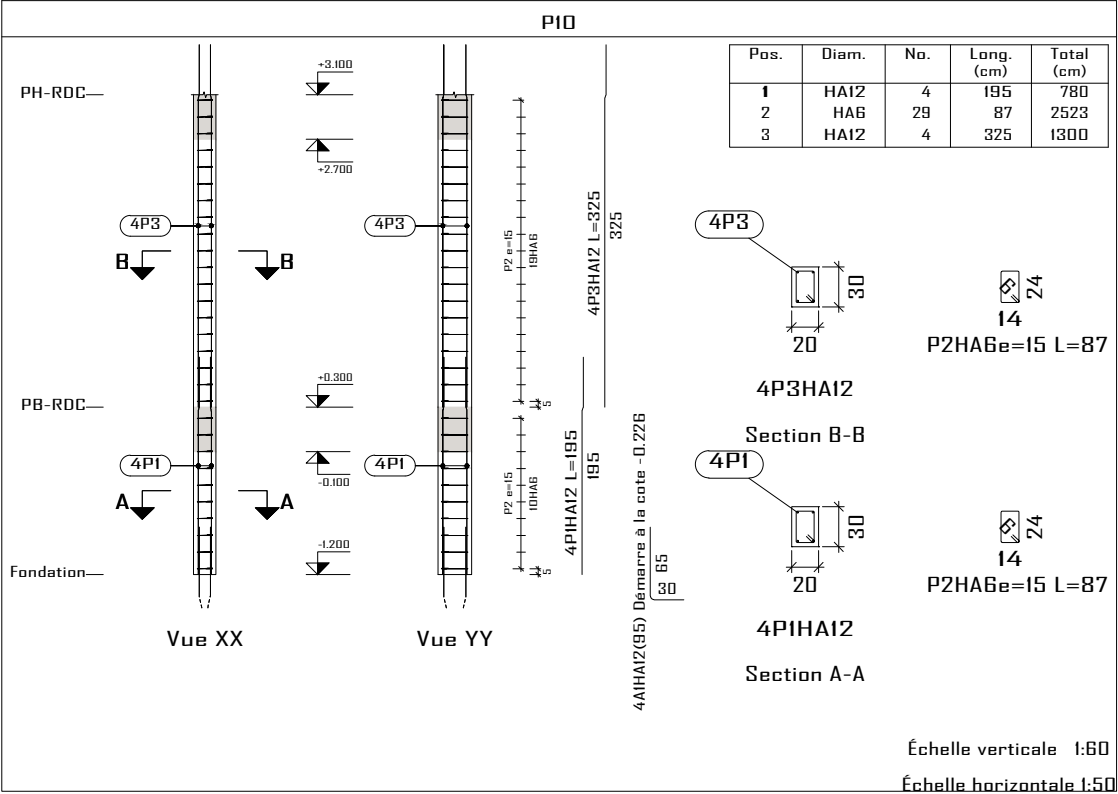 P10
Pos. Diam. No. Long. (cm) Total (cm)
1 HA12 4 195 780
2 HA6 29 87 2523
3 HA12 4 325 1300
PH-RDC
+3.100
+2.700
4P3
4P3
B B
P2 e=15
19HA6
4P3HA12 L=325
325
PB-RDC
+0.300
5
4P1
4P1
-0.100
A A
P2 e=15
10HA6
4P1HA12 L=195
195
Fondation
-1.200
5
4A1HA12(95) Démarre à la cote -0.226
65
30
Vue XX
Vue YY
4P3
30
20
4P3HA12
Section B-B
6
24
14
P2HA6e=15 L=87
4P1
30
20
4P1HA12
Section A-A
6
24
14
P2HA6e=15 L=87
Échelle verticale 1:60
Échelle horizontale 1:50